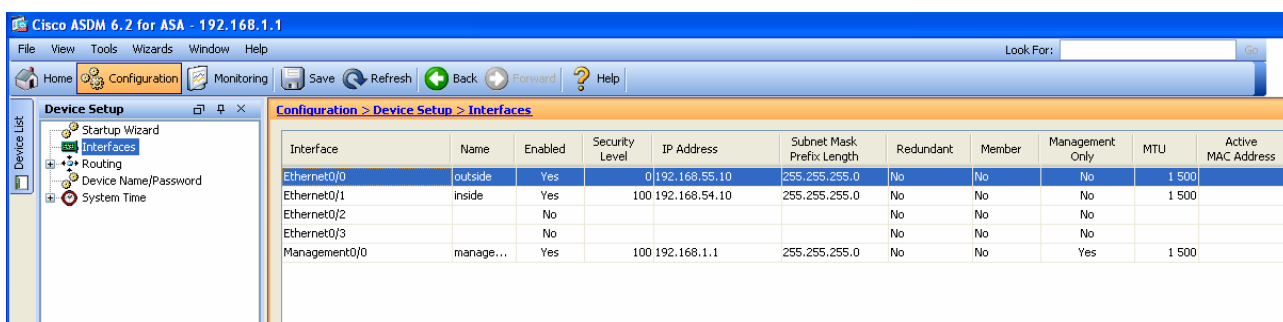 Cisco ASDM 6.2 for ASA - 192.168.1.1
File View Tools Wizards Window Help Look For: Go
Home Configuration Monitoring Save Refresh Back Forward Help
Device List
Device Setup
Startup Wizard
Interfaces
Routing
Device Name/Password
System Time
Configuration > Device Setup > Interfaces
Interface Name Enabled Security Level IP Address Subnet Mask Prefix Length Redundant Member Management Only MTU Active MAC Address
Ethernet0/0 outside Yes 0 192.168.55.10 255.255.255.0 No No No 1 500
Ethernet0/1 inside Yes 100 192.168.54.10 255.255.255.0 No No No 1 500
Ethernet0/2 No No No No
Ethernet0/3 No No No No
Management0/0 manage... Yes 100 192.168.1.1 255.255.255.0 No No Yes 1 500